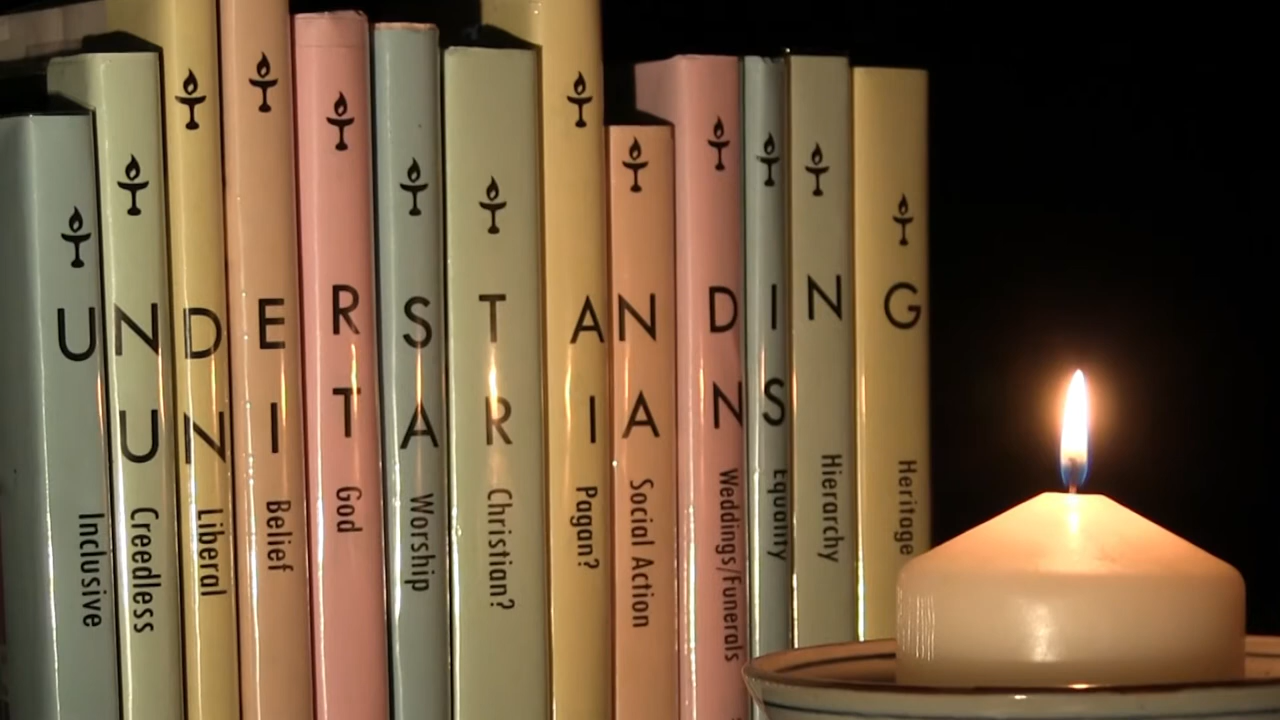 UNDERSTANDING
UNITARIANS
Inclusive
Creedless
Liberal
Belief
God
Worship
Christian?
Pagan?
Social Action
Weddings/Funerals
Equality
Hierarchy
Heritage